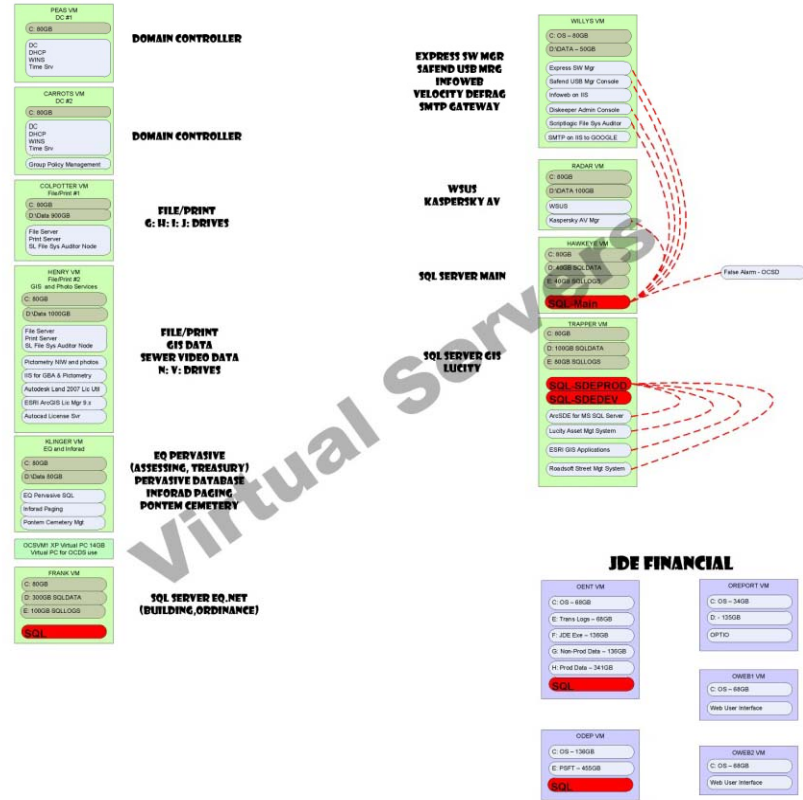 PEAS VM
DC #1
C: 80GB
DC
DHCP
WINS
Time Srv
DOMAIN CONTROLLER
CARROTS VM
DC #2
C: 80GB
DC
DHCP
WINS
Time Srv
Group Policy Management
DOMAIN CONTROLLER
COLPOTTER VM
File/Print #1
C: 80GB
D:\Data 900GB
File Server
Print Server
SL File Sys Auditor Node
FILE/PRINT
G: H: I: J: DRIVES
HENRY VM
File/Print #2
GIS and Photo Services
C: 80GB
D:\Data 1000GB
File Server
Print Server
SL File Sys Auditor Node
Pictometry NIW and photos
IIS for GBA & Pictometry
Autodesk Land 2007 Lic Util
ESRI ArcGIS Lic Mgr 9.x
Autocad License Svr
FILE/PRINT
GIS DATA
SEWER VIDEO DATA
N: V: DRIVES
KLINGER VM
EQ and Inforad
C: 80GB
D:\Data 80GB
EQ Pervasive SQL
Inforad Paging
Pontem Cemetery Mgt
EQ PERVASIVE
(ASSESSING, TREASURY)
PERVASIVE DATABASE
INFORAD PAGING
PONTEM CEMETERY
OCSVM1 XP Virtual PC 14GB
Virtual PC for OCDS use
FRANK VM
C: 80GB
D: 300GB SQLDATA
E: 100GB SQLLOGS
SQL
SQL SERVER EQ.NET
(BUILDING,ORDINANCE)
Virtual Servers
EXPRESS SW MGR
SAFEND USB MRG
INFOWEB
VELOCITY DEFRAG
SMTP GATEWAY
WILLYS VM
C: OS – 80GB
D:\DATA – 50GB
Express SW Mgr
Safend USB Mgr Console
Infoweb on IIS
Diskeeper Admin Console
Scriptlogic File Sys Auditor
SMTP on IIS to GOOGLE
WSUS
KASPERSKY AV
RADAR VM
C: 80GB
D:\DATA 100GB
WSUS
Kaspersky AV Mgr
SQL SERVER MAIN
HAWKEYE VM
C: 80GB
D: 40GB SQLDATA
E: 40GB SQLLOGS
SQL-Main
False Alarm - OCSD
SQL SERVER GIS
LUCITY
TRAPPER VM
C: 80GB
D: 100GB SQLDATA
E: 80GB SQLLOGS
SQL-SDEPROD
SQL-SDEDEV
ArcSDE for MS SQL Server
Lucity Asset Mgt System
ESRI GIS Applications
Roadsoft Street Mgt System
JDE FINANCIAL
OENT VM
C: OS – 68GB
E: Trans Logs – 68GB
F: JDE Exe – 136GB
G: Non-Prod Data – 136GB
H: Prod Data – 341GB
SQL
OREPORT VM
C: OS – 34GB
D: - 135GB
OPTIO
OWEB1 VM
C: OS – 68GB
Web User Interface
ODEP VM
C: OS – 136GB
E: PSFT – 455GB
SQL
OWEB2 VM
C: OS – 68GB
Web User Interface